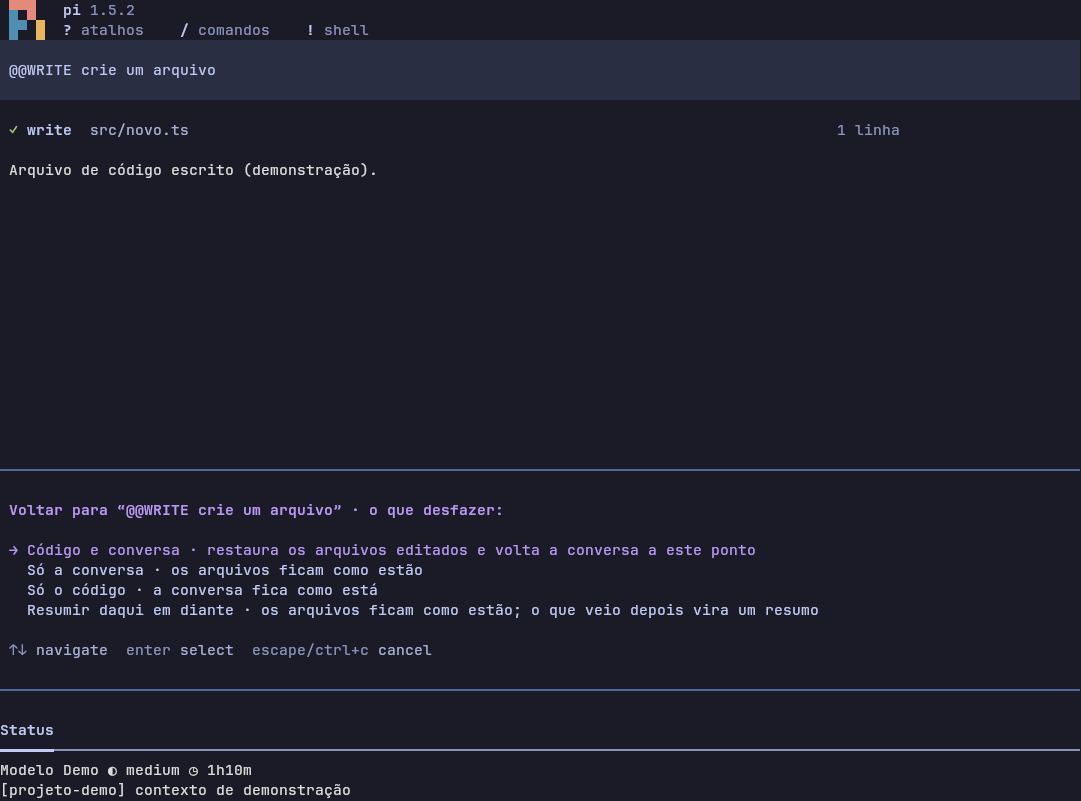 pi 1.5.2
? atalhos / comandos ! shell
@@WRITE crie um arquivo
✓ write src/novo.ts 1 linha
Arquivo de código escrito (demonstração).
Voltar para “@@WRITE crie um arquivo” · o que desfazer:
→ Código e conversa · restaura os arquivos editados e volta a conversa a este ponto
Só a conversa · os arquivos ficam como estão
Só o código · a conversa fica como está
Resumir daqui em diante · os arquivos ficam como estão; o que veio depois vira um resumo
↑↓ navigate enter select escape/ctrl+c cancel
Status
Modelo Demo ◐ medium ◷ 1h10m
[projeto-demo] contexto de demonstração